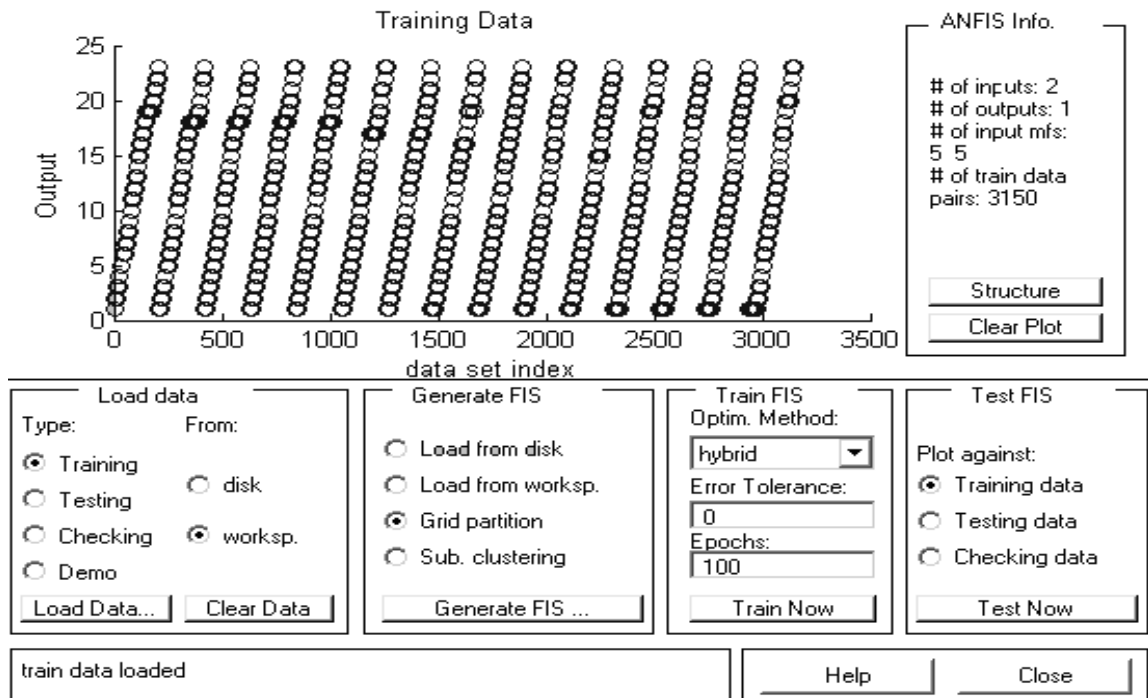 Training Data
25
20
15
10
5
0
Output
0
500
1000
1500
2000
2500
3000
3500
data set index
ANFIS Info.
# of inputs: 2
# of outputs: 1
# of input mfs:
5 5
# of train data
pairs: 3150
Structure
Clear Plot
Load data
Type:
From:
Training
Testing
Checking
Demo
disk
worksp.
Load Data...
Clear Data
Generate FIS
Load from disk
Load from worksp.
Grid partition
Sub. clustering
Generate FIS ...
Train FIS
Optim. Method:
hybrid
Error Tolerance:
0
Epochs:
100
Train Now
Test FIS
Plot against:
Training data
Testing data
Checking data
Test Now
train data loaded
Help
Close